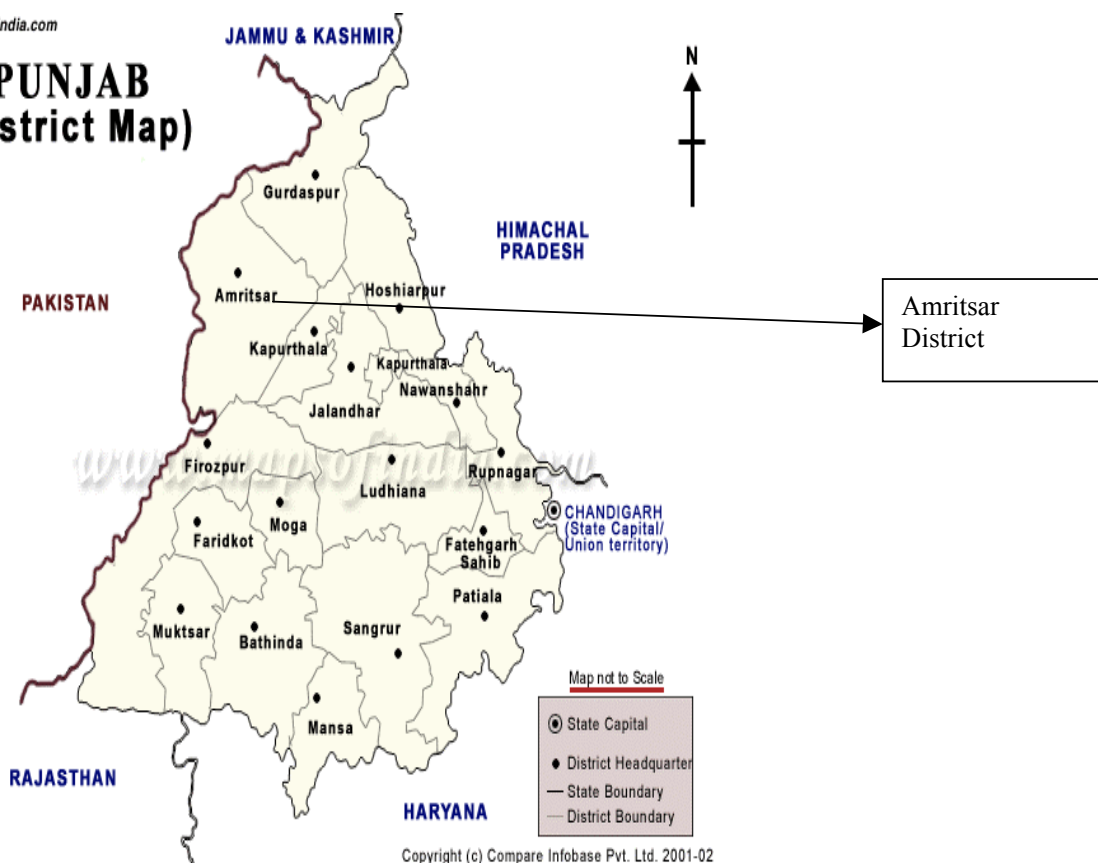 ndia.com
JAMMU & KASHMIR
PUNJAB
strict Map)
N
Gurdaspur
HIMACHAL
PRADESH
PAKISTAN
Amritsar
Hoshiarpur
Amritsar
District
Kapurthala
Kapurthala
Nawanshahr
Jalandhar
www.mapsofindia.com
Firozpur
Ludhiana
Rupnagar
Moga
Faridkot
CHANDIGARH
(State Capital/
Union territory)
Fatehgarh
Sahib
Patiala
Muktsar
Bathinda
Sangrur
Mansa
Map not to Scale
State Capital
District Headquarter
State Boundary
District Boundary
RAJASTHAN
HARYANA
Copyright (c) Compare Infobase Pvt. Ltd. 2001-02